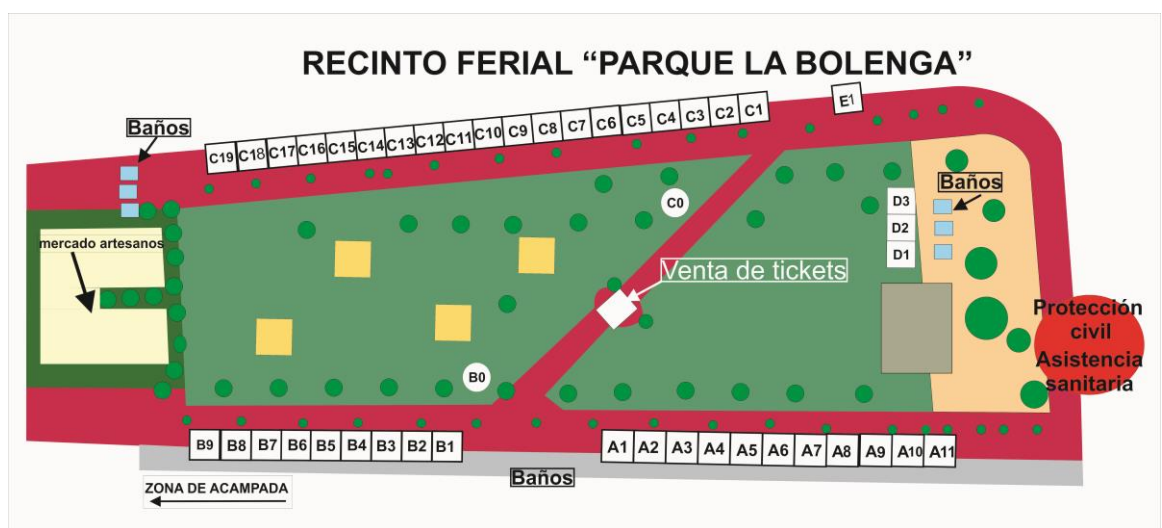 RECINTO FERIAL “PARQUE LA BOLENGA”
Baños
C19 C18 C17 C16 C15 C14 C13 C12 C11 C10 C9 C8 C7 C6 C5 C4 C3 C2 C1
E1
Baños
C0
D3
D2
D1
mercado artesanos
Venta de tickets
Protección
civil
Asistencia
sanitaria
B0
B9 B8 B7 B6 B5 B4 B3 B2 B1
A1 A2 A3 A4 A5 A6 A7 A8 A9 A10 A11
Baños
ZONA DE ACAMPADA